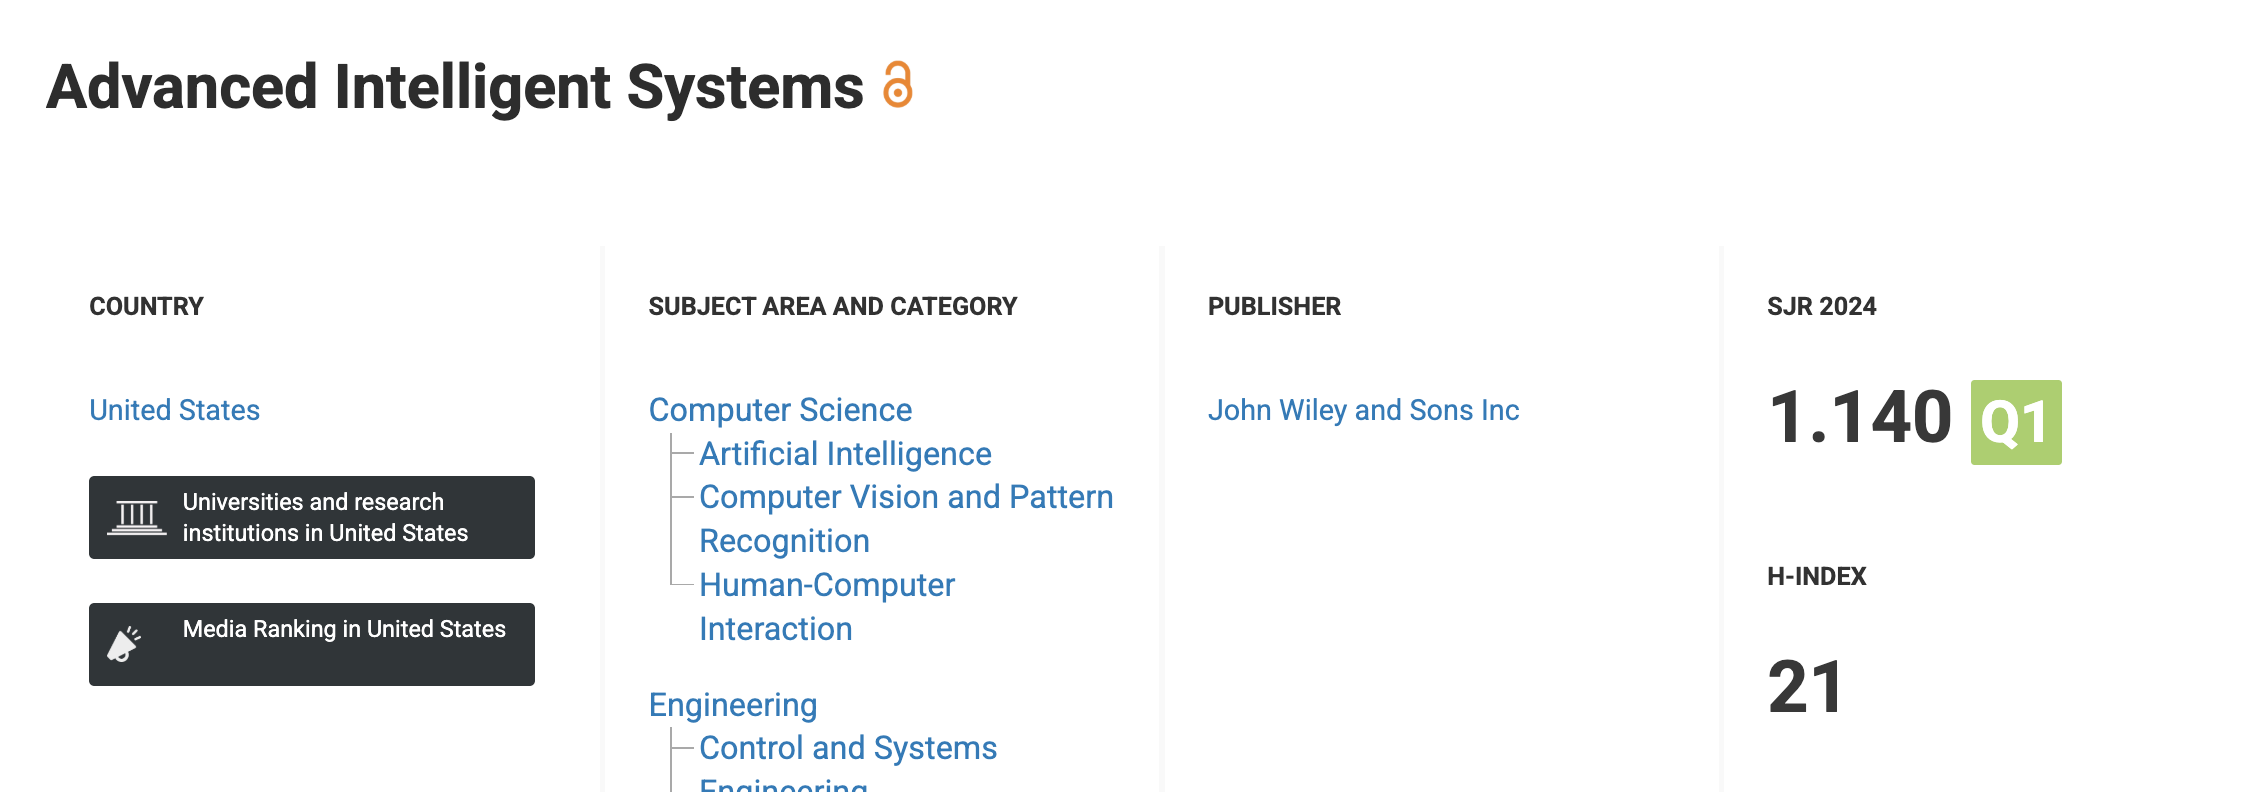 Advanced Intelligent Systems
COUNTRY
United States
Universities and research
institutions in United States
Media Ranking in United States
SUBJECT AREA AND CATEGORY
Computer Science
Artificial Intelligence
Computer Vision and Pattern
Recognition
Human-Computer
Interaction
Engineering
Control and Systems
Engineering
PUBLISHER
John Wiley and Sons Inc
SJR 2024
1.140 Q1
H-INDEX
21